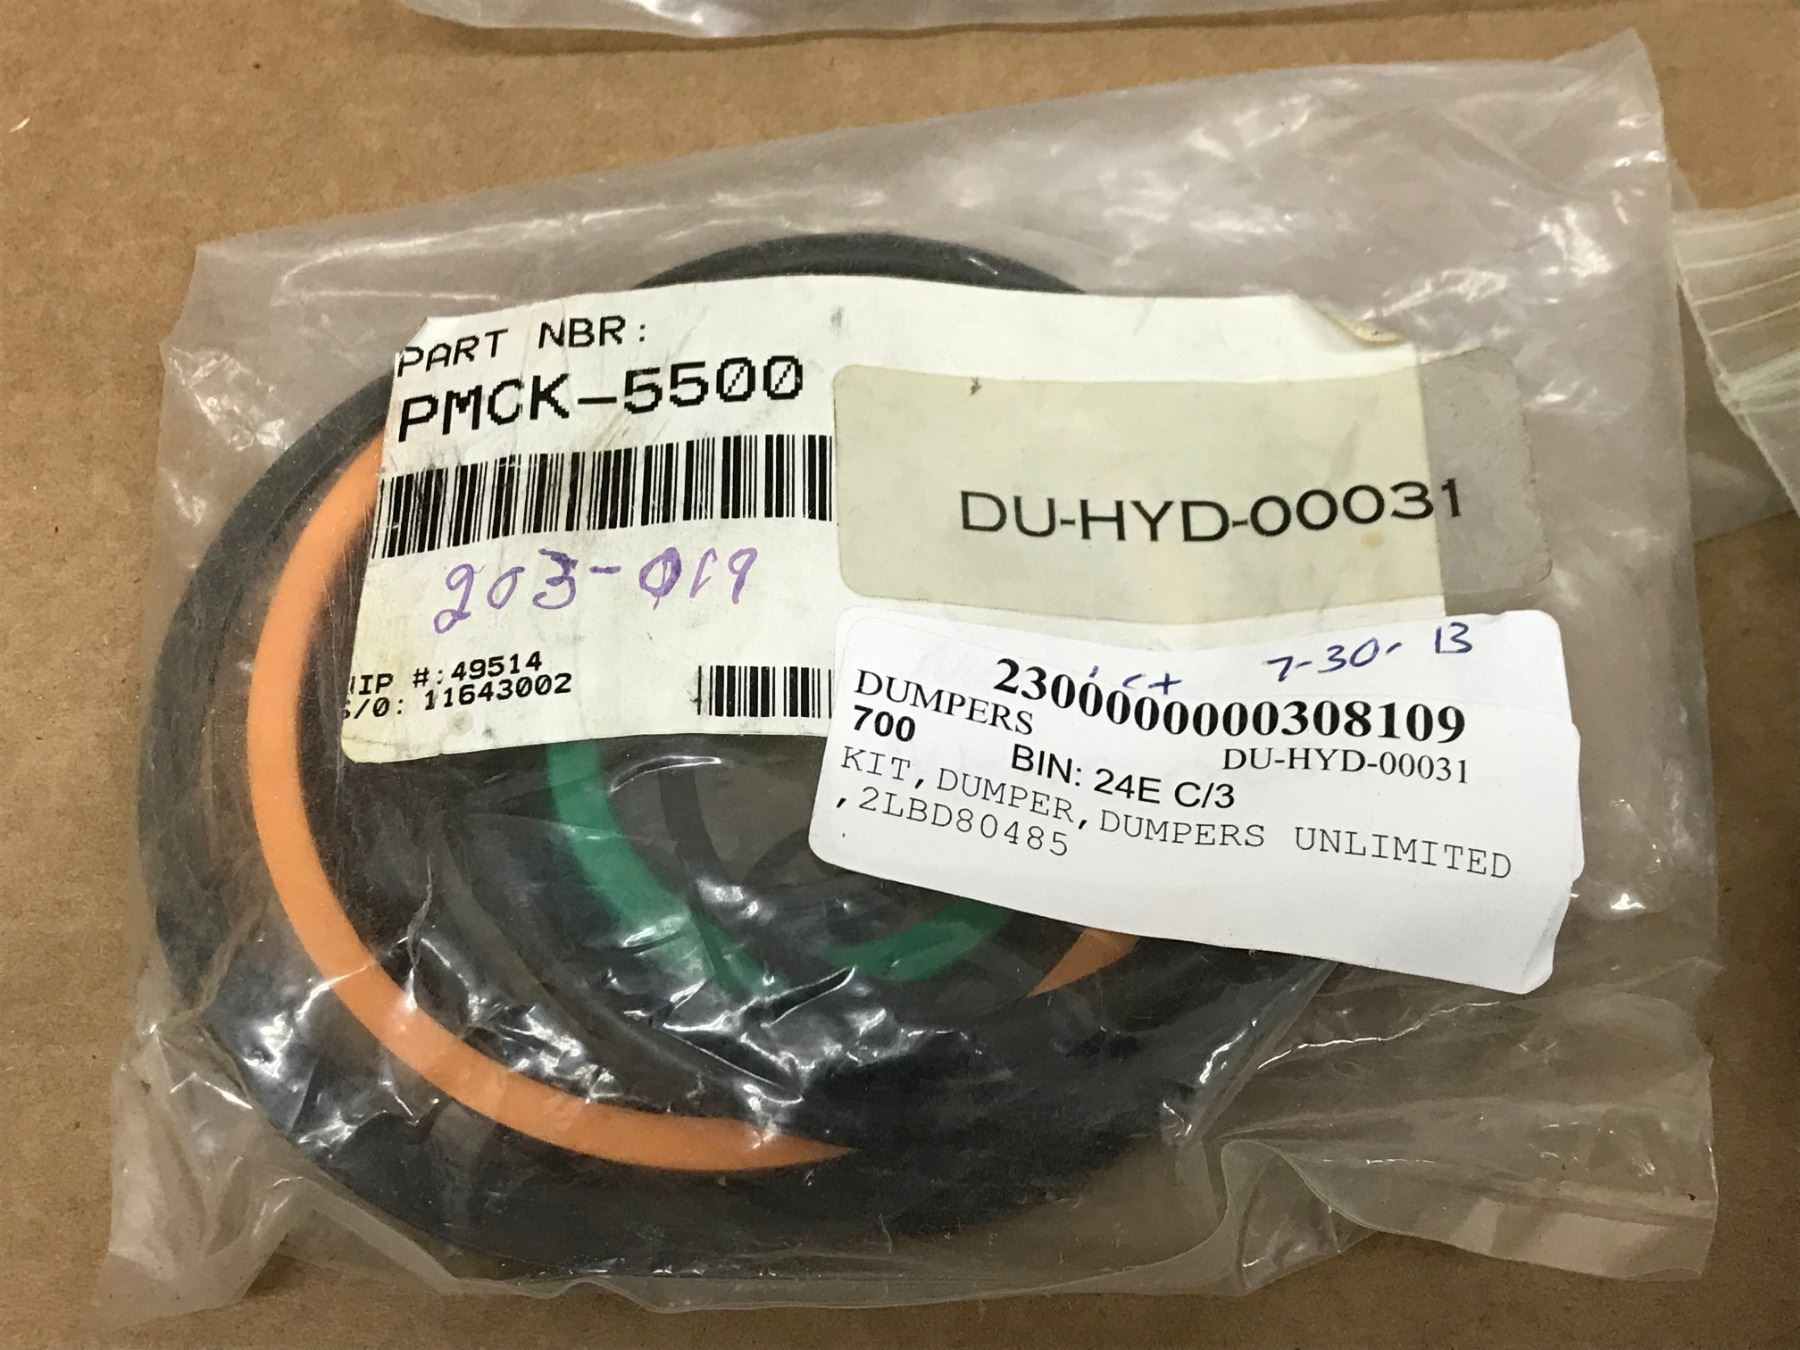 PART NBR:
PMCK-5500
203-019
IP #:49514
S/O: 11643002
DU-HYD-00031
7-30-13
2300000000308109
DUMPERS
DU-HYD-00031
700
BIN: 24E C/3
KIT,DUMPER,DUMPERS UNLIMITED
,2LBD80485